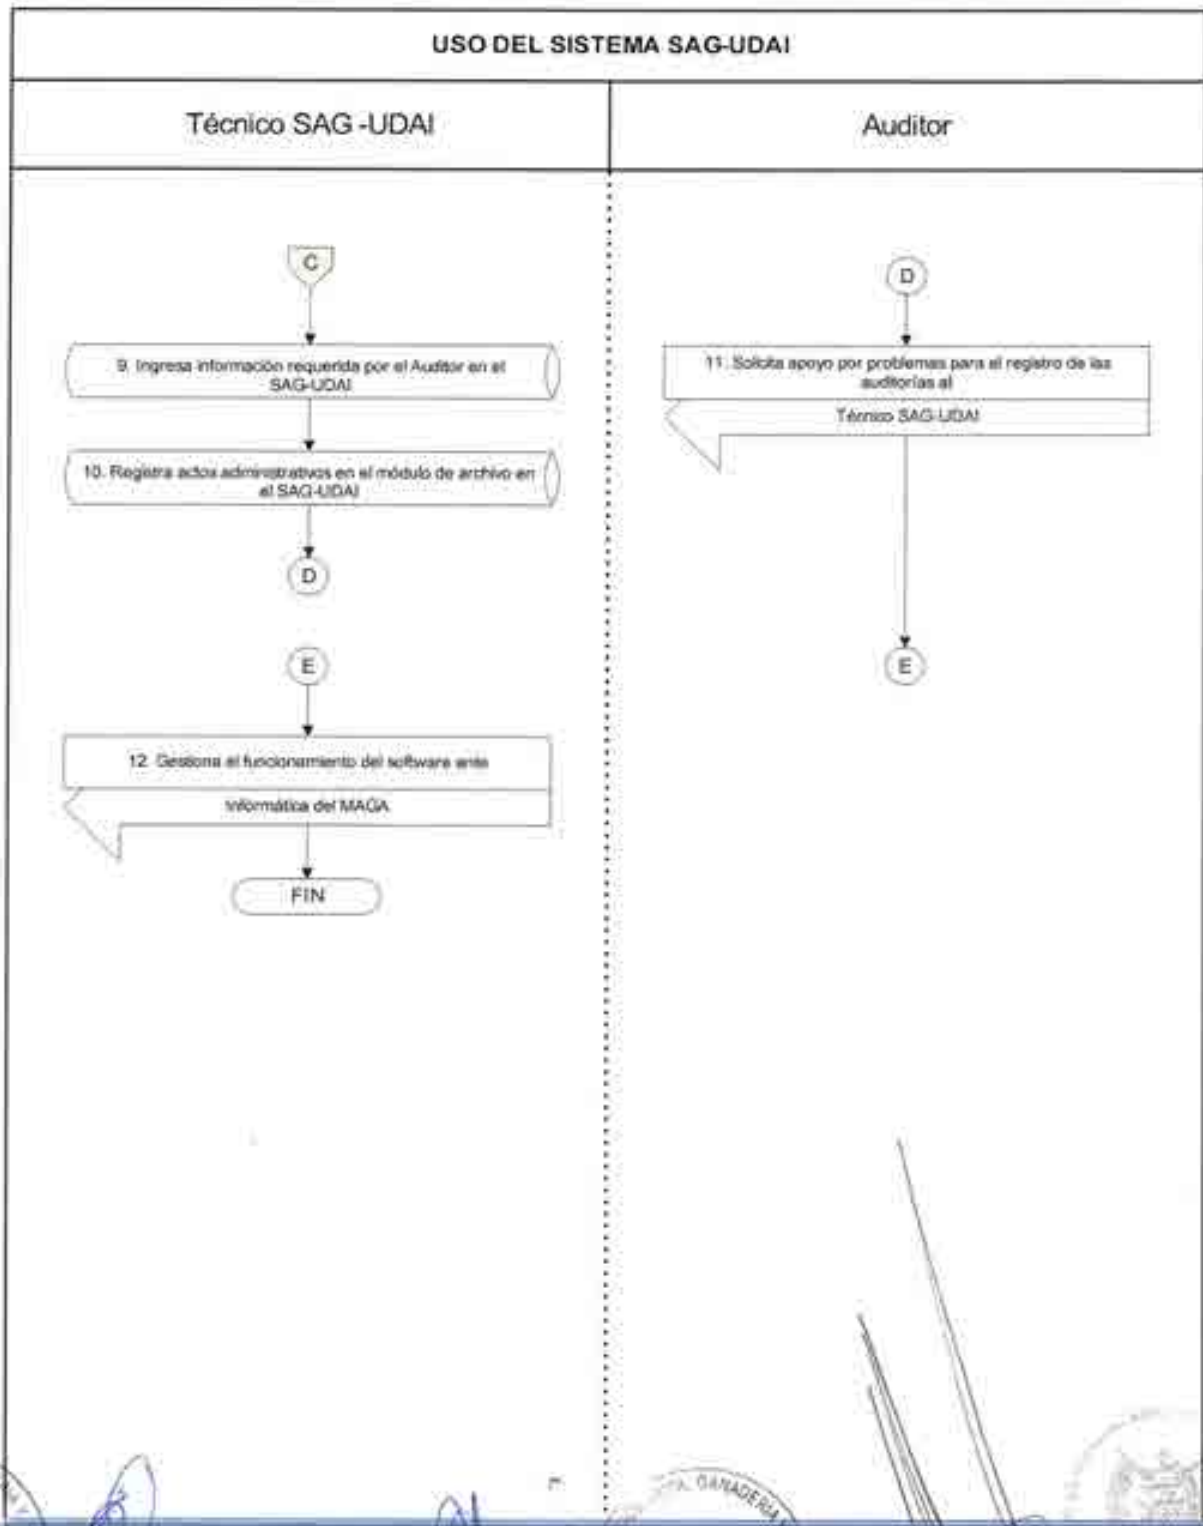 USO DEL SISTEMA SAG-UDAI
Técnico SAG -UDAI
Auditor
C
9. Ingresa información requerida por el Auditor en el
SAG-UDAI
10. Registra actos administrativos en el módulo de archivo en
el SAG-UDAI
D
E
12. Gestiona el funcionamiento del software ante
Informática del MAGA
FIN
D
11. Solicita apoyo por problemas para el registro de las
auditorías al
Técnico SAG-UDAI
E
GANADERIA